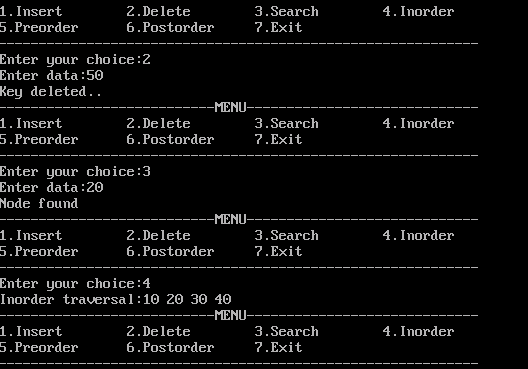 1.Insert 2.Delete 3.Search 4.Inorder
5.Preorder 6.Postorder 7.Exit
Enter your choice:2
Enter data:50
Key deleted..
MENU
1.Insert 2.Delete 3.Search 4.Inorder
5.Preorder 6.Postorder 7.Exit
Enter your choice:3
Enter data:20
Node found
MENU
1.Insert 2.Delete 3.Search 4.Inorder
5.Preorder 6.Postorder 7.Exit
Enter your choice:4
Inorder traversal:10 20 30 40
MENU
1.Insert 2.Delete 3.Search 4.Inorder
5.Preorder 6.Postorder 7.Exit